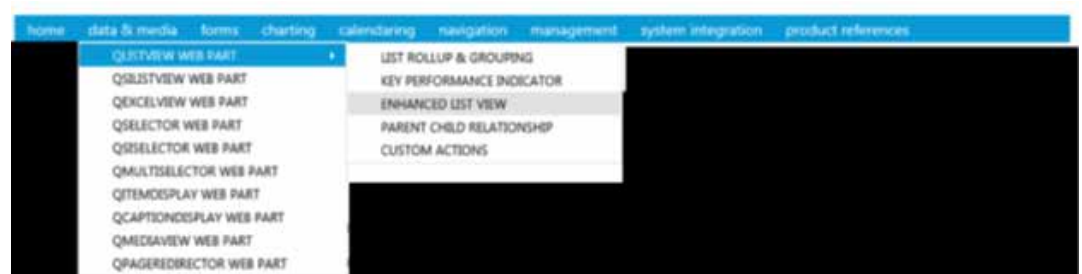 home data & media forms charting calendaring navigation management system integration product references
QLISTVIEW WEB PART
QSILISTVIEW WEB PART
QEXCELVIEW WEB PART
QSELECTOR WEB PART
QSISELECTOR WEB PART
QMULTISELECTOR WEB PART
QITEMDISPLAY WEB PART
QCAPTIONDISPLAY WEB PART
QMEDIAVIEW WEB PART
QPAGEREDIRECTOR WEB PART
LIST ROLLUP & GROUPING
KEY PERFORMANCE INDICATOR
ENHANCED LIST VIEW
PARENT CHILD RELATIONSHIP
CUSTOM ACTIONS